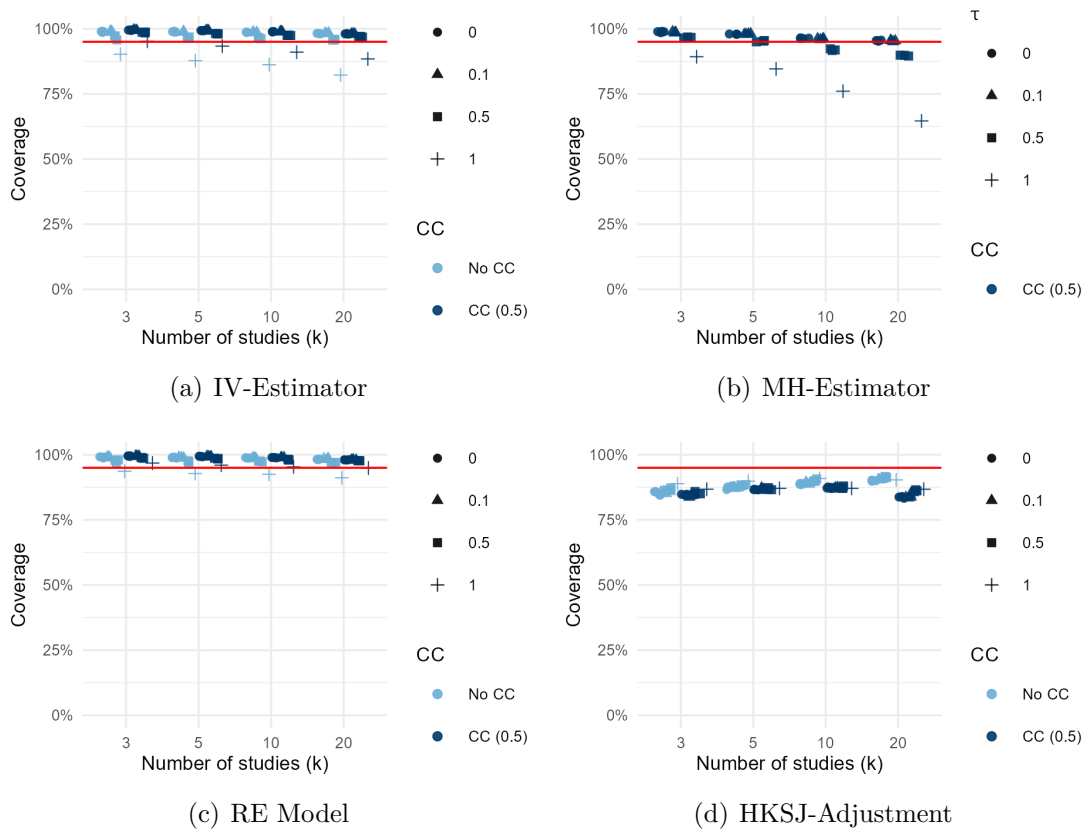 100%
75%
50%
25%
0%
Coverage
3 5 10 20
Number of studies (k)
0
0.1
0.5
1
CC
No CC
CC (0.5)
(a) IV-Estimator
100%
75%
50%
25%
0%
Coverage
3 5 10 20
Number of studies (k)
τ
0
0.1
0.5
1
CC
CC (0.5)
(b) MH-Estimator
100%
75%
50%
25%
0%
Coverage
3 5 10 20
Number of studies (k)
0
0.1
0.5
1
CC
No CC
CC (0.5)
(c) RE Model
100%
75%
50%
25%
0%
Coverage
3 5 10 20
Number of studies (k)
0
0.1
0.5
1
CC
No CC
CC (0.5)
(d) HKSJ-Adjustment